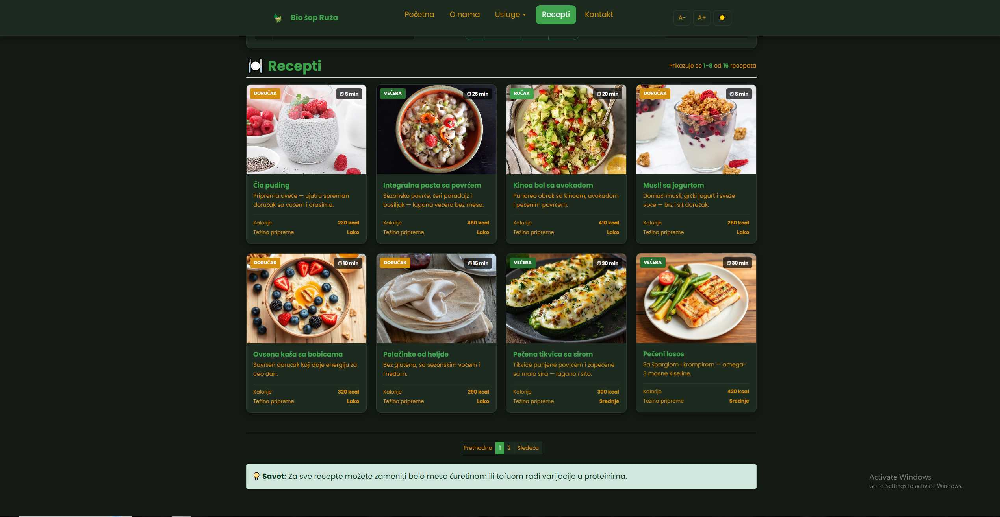 Bio šop Ruža
Početna
O nama
Usluge
Recepti
Kontakt
A-
A+
Recepti
Prikazuje se 1-8 od 16 recepata
DORUČAK
5 min
VEČERA
25 min
RUČAK
20 min
DORUČAK
5 min
Čia puding
Priprema uveče — ujutru spreman
doručak sa voćem i orasima.
Kalorije 230 kcal
Težina pripreme Lako
Integralna pasta sa povrćem
Sezonsko povrće, čeri paradajz i
bosiljak — lagana večera bez mesa.
Kalorije 450 kcal
Težina pripreme Lako
Kinoa bol sa avokadom
Punoreo obrok sa kinoom, avokadom
i pečenim povrćem.
Kalorije 410 kcal
Težina pripreme Lako
Musli sa jogurtom
Domaći musli, grčki jogurt i sveže
voće — brz i sit doručak.
Kalorije 250 kcal
Težina pripreme Lako
DORUČAK
10 min
DORUČAK
15 min
VEČERA
30 min
VEČERA
30 min
Ovsena kaša sa bobicama
Savršen doručak koji daje energiju za
ceo dan.
Kalorije 320 kcal
Težina pripreme Lako
Palačinke od heljde
Bez glutena, sa sezonskim voćem i
medom.
Kalorije 290 kcal
Težina pripreme Lako
Pečena tikvica sa sirom
Tikvice punjene povrćem i zapečene
sa malo sira — lagano i sito.
Kalorije 300 kcal
Težina pripreme Srednje
Pečeni losos
Sa šparglom i krompirom — omega-
3 masne kiseline.
Kalorije 420 kcal
Težina pripreme Srednje
Prethodna 1 2 Sledeća
Savet: Za sve recepte možete zameniti belo meso ćuretinom ili tofuom radi varijacije u proteinima.
Activate Windows
Go to Settings to activate Windows.